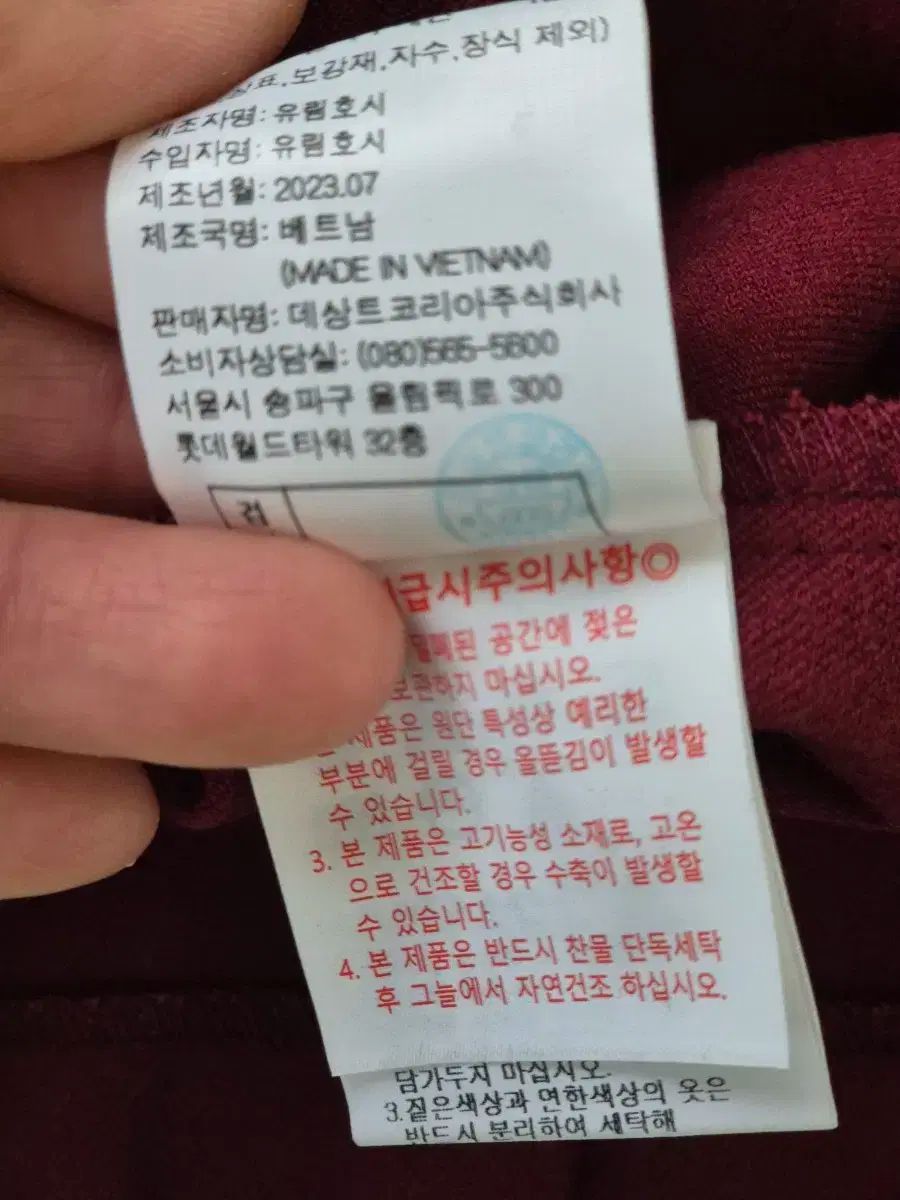 보강재,자수,장식 제외)
제조자명: 유림호시
수입자명: 유림호시
제조년월: 2023.07
제조국명: 베트남
(MADE IN VIETNAM)
판매자명: 데상트코리아주식회사
소비자상담실: (080)565-5600
서울시 송파구 올림픽로 300
롯데월드타워 32층
검
급시주의사항◎
밀폐된 공간에 젖은
보관하지 마십시오.
제품은 원단 특성상 예리한
부분에 걸릴 경우 올뜯김이 발생할
수 있습니다.
3. 본 제품은 고기능성 소재로, 고온
으로 건조할 경우 수축이 발생할
수 있습니다.
4. 본 제품은 반드시 찬물 단독세탁
후 그늘에서 자연건조 하십시오.
담가두지 마십시오.
3.짙은색상과 연한색상의 옷은
반드시 분리하여 세탁해